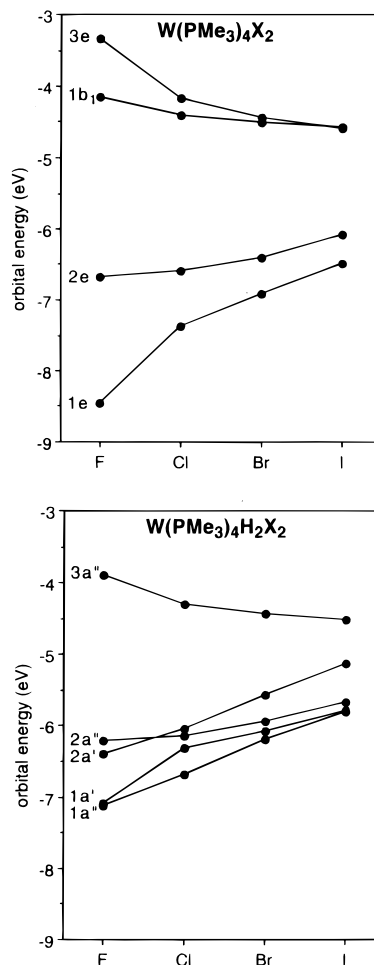 W(PMe₃)₄X₂
-3
3e
-4
1b₁
-5
orbital energy (eV)
-6
2e
-7
-8
1e
-9
F Cl Br I
W(PMe₃)₄H₂X₂
-3
3a"
-4
-5
orbital energy (eV)
-6
2a"
2a'
-7
1a'
1a"
-8
-9
F Cl Br I